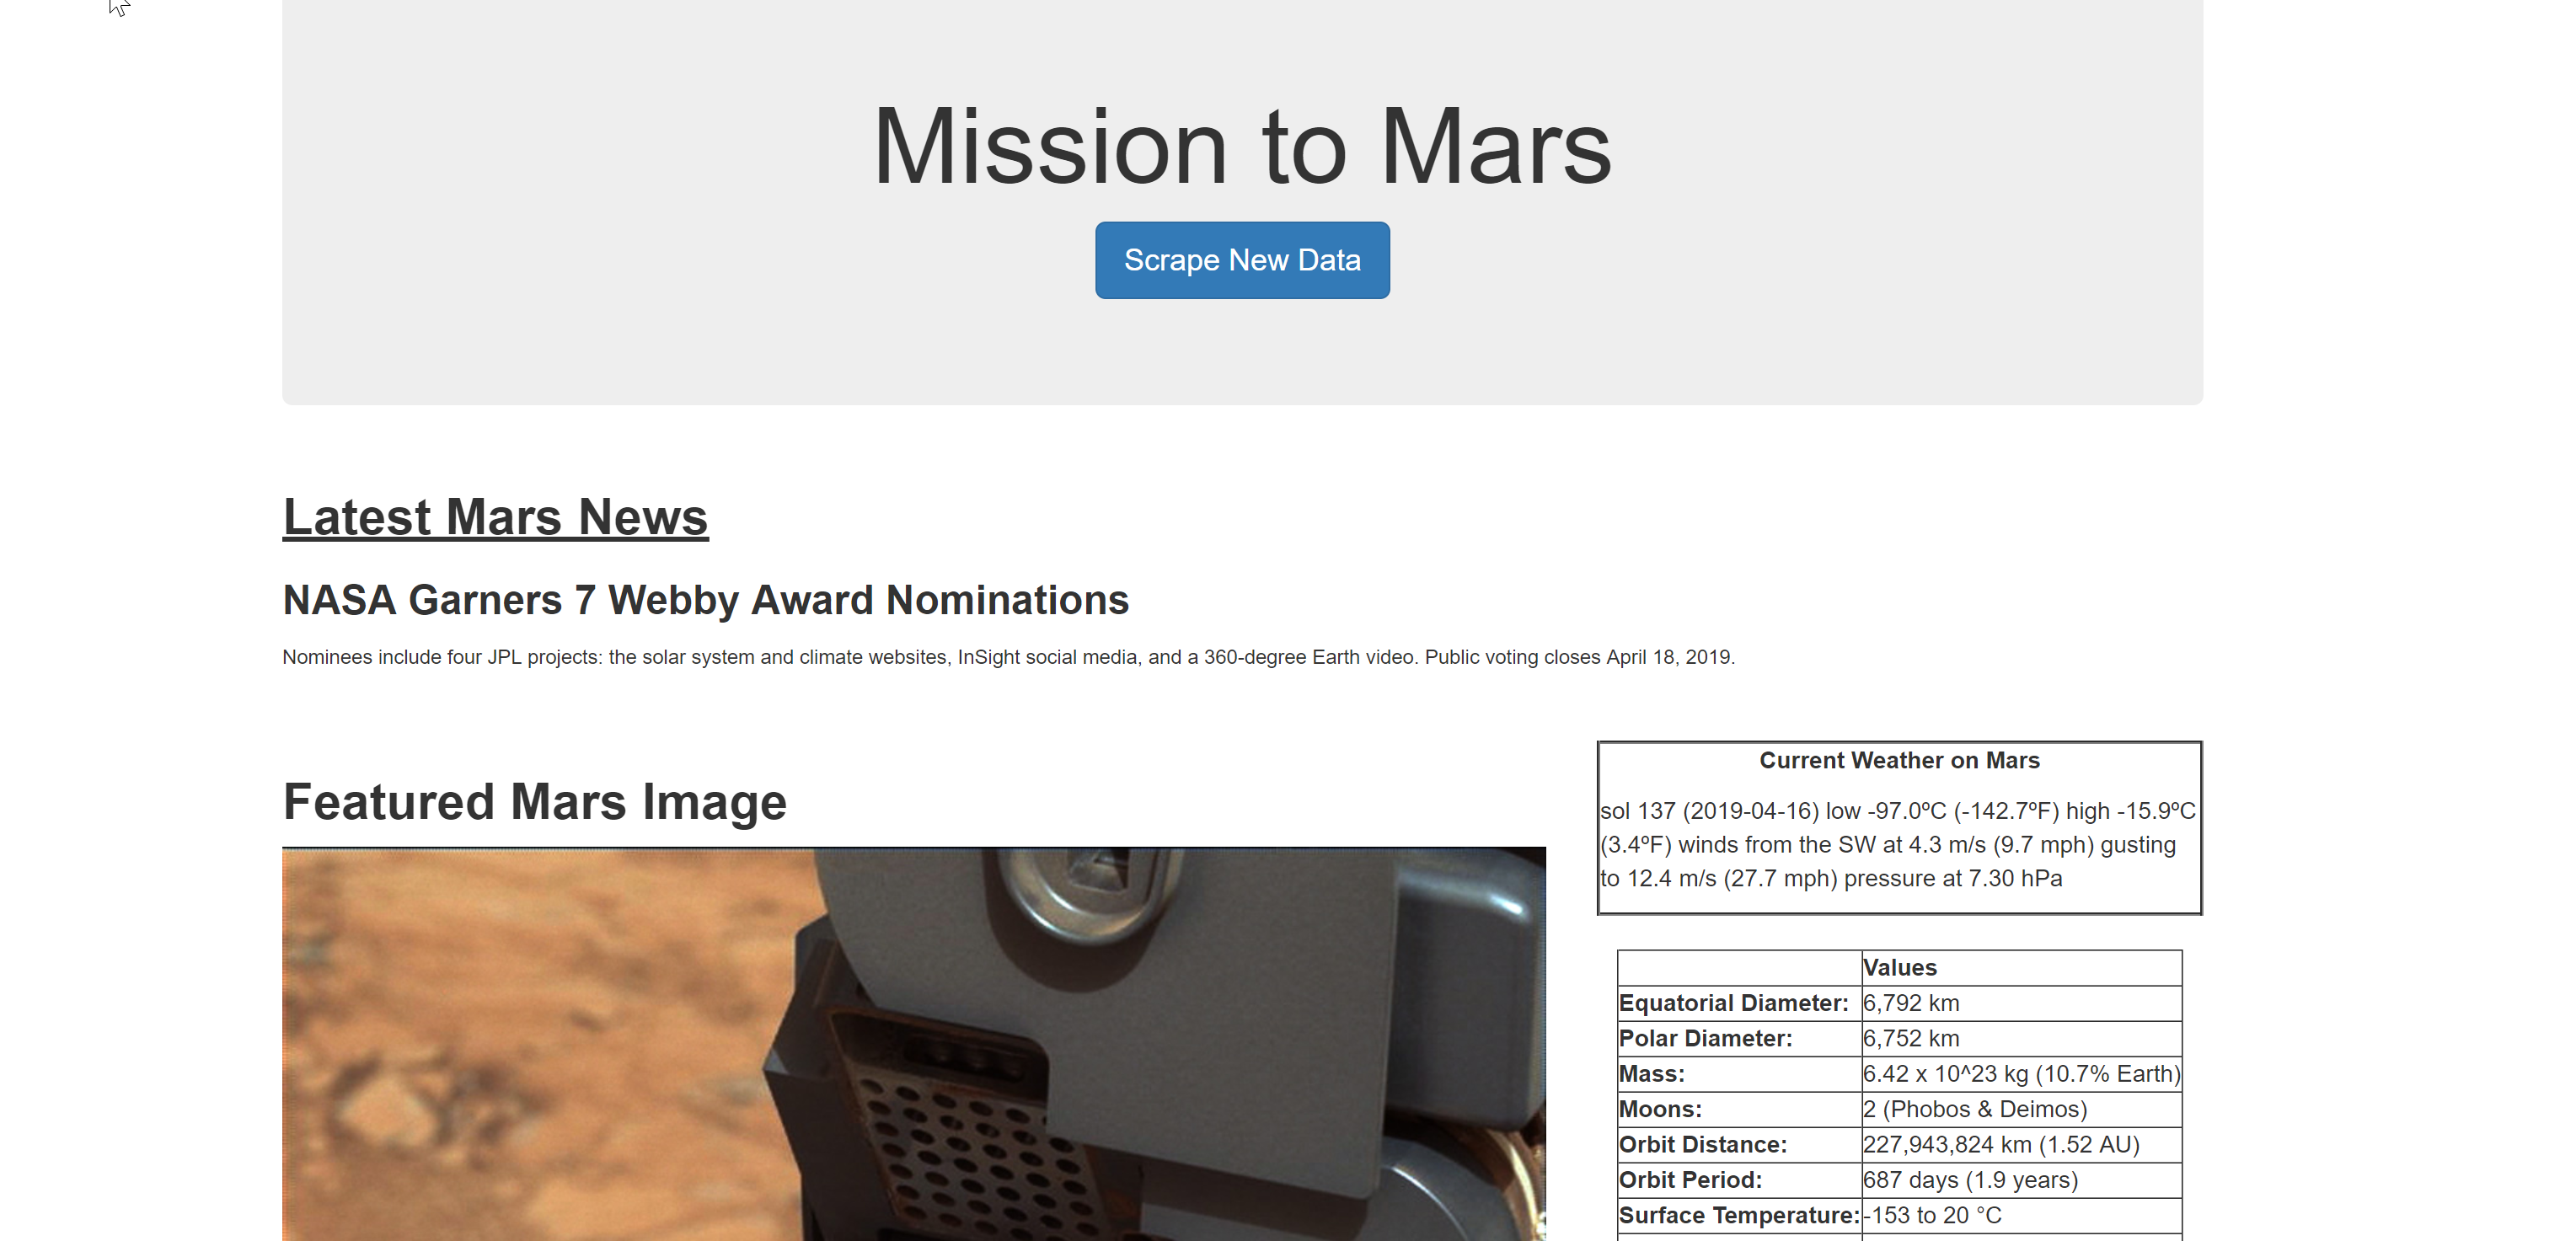 Mission to Mars
Scrape New Data
Latest Mars News
NASA Garners 7 Webby Award Nominations
Nominees include four JPL projects: the solar system and climate websites, InSight social media, and a 360-degree Earth video. Public voting closes April 18, 2019.
Featured Mars Image
Current Weather on Mars
sol 137 (2019-04-16) low -97.0ºC (-142.7ºF) high -15.9ºC
(3.4ºF) winds from the SW at 4.3 m/s (9.7 mph) gusting
to 12.4 m/s (27.7 mph) pressure at 7.30 hPa
Values
Equatorial Diameter: 6,792 km
Polar Diameter: 6,752 km
Mass: 6.42 x 10^23 kg (10.7% Earth)
Moons: 2 (Phobos & Deimos)
Orbit Distance: 227,943,824 km (1.52 AU)
Orbit Period: 687 days (1.9 years)
Surface Temperature: -153 to 20 °C